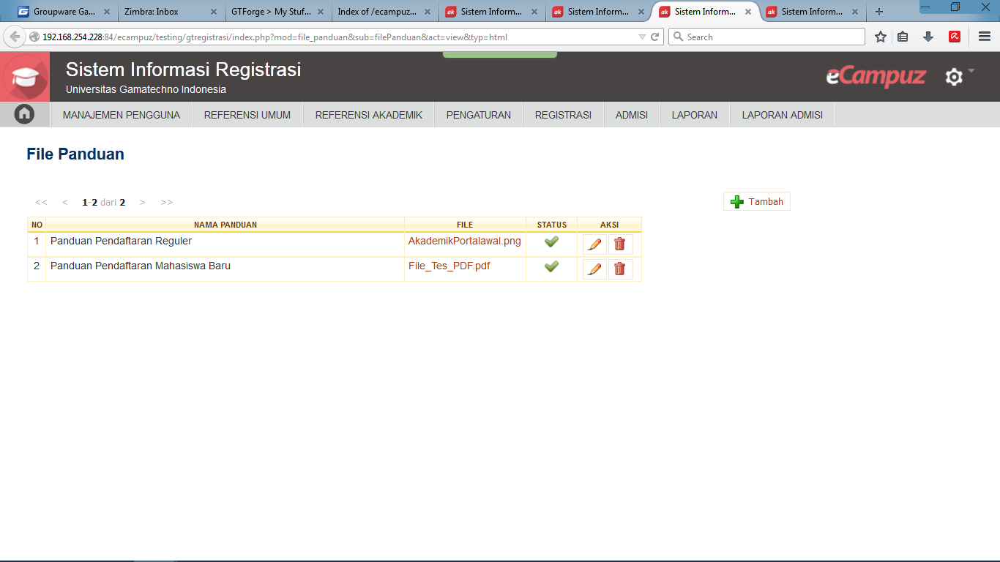 Groupware Ga... Zimbra: Inbox GTForge > My Stuf... Index of /ecampuz... ak Sistem Inform... ak Sistem Inform... ak Sistem Inform... ak Sistem Inform...
192.168.254.228:84/ecampuz/testing/gtregistrasi/index.php?mod=file_panduan&sub=filePanduan&act=view&typ=html Search
Sistem Informasi Registrasi
Universitas Gamatechno Indonesia
eCampuz
MANAJEMEN PENGGUNA REFERENSI UMUM REFERENSI AKADEMIK PENGATURAN REGISTRASI ADMISI LAPORAN LAPORAN ADMISI
File Panduan
<< < 1-2 dari 2 > >> Tambah
NO NAMA PANDUAN FILE STATUS AKSI
1 Panduan Pendaftaran Reguler AkademikPortalawal.png
2 Panduan Pendaftaran Mahasiswa Baru File_Tes_PDF.pdf